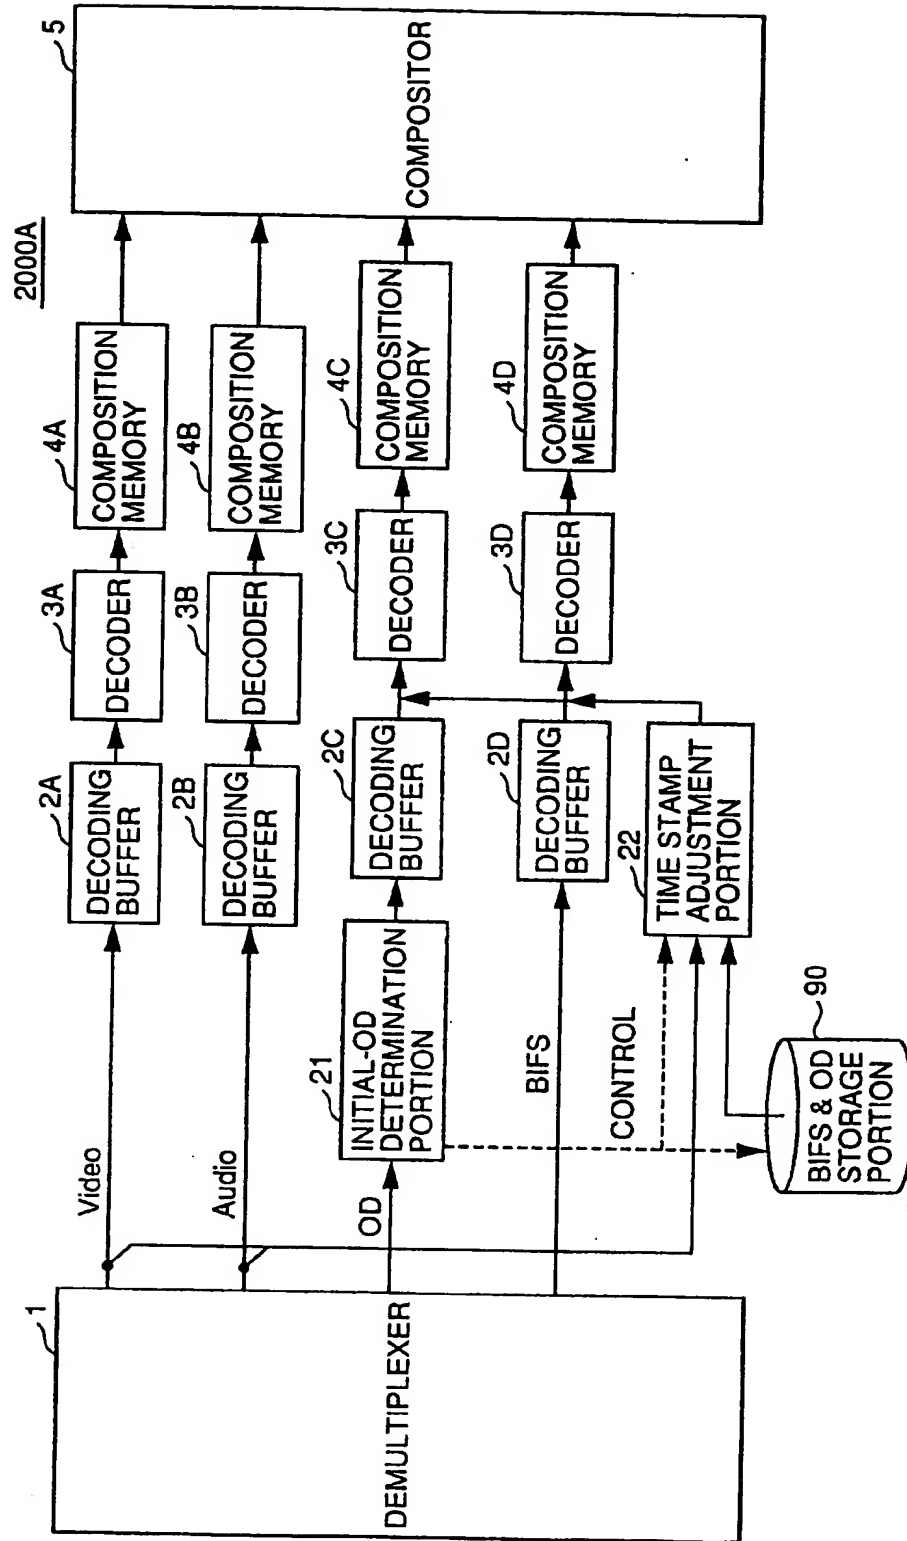 2000A
1
DEMULTIPLEXER
Video
Audio
OD
BIFS
2A
DECODING
BUFFER
3A
DECODER
4A
COMPOSITION
MEMORY
2B
DECODING
BUFFER
3B
DECODER
4B
COMPOSITION
MEMORY
21
INITIAL-OD
DETERMINATION
PORTION
2C
DECODING
BUFFER
3C
DECODER
4C
COMPOSITION
MEMORY
2D
DECODING
BUFFER
3D
DECODER
4D
COMPOSITION
MEMORY
5
COMPOSITOR
CONTROL
22
TIME STAMP
ADJUSTMENT
PORTION
90
BIFS & OD
STORAGE
PORTION